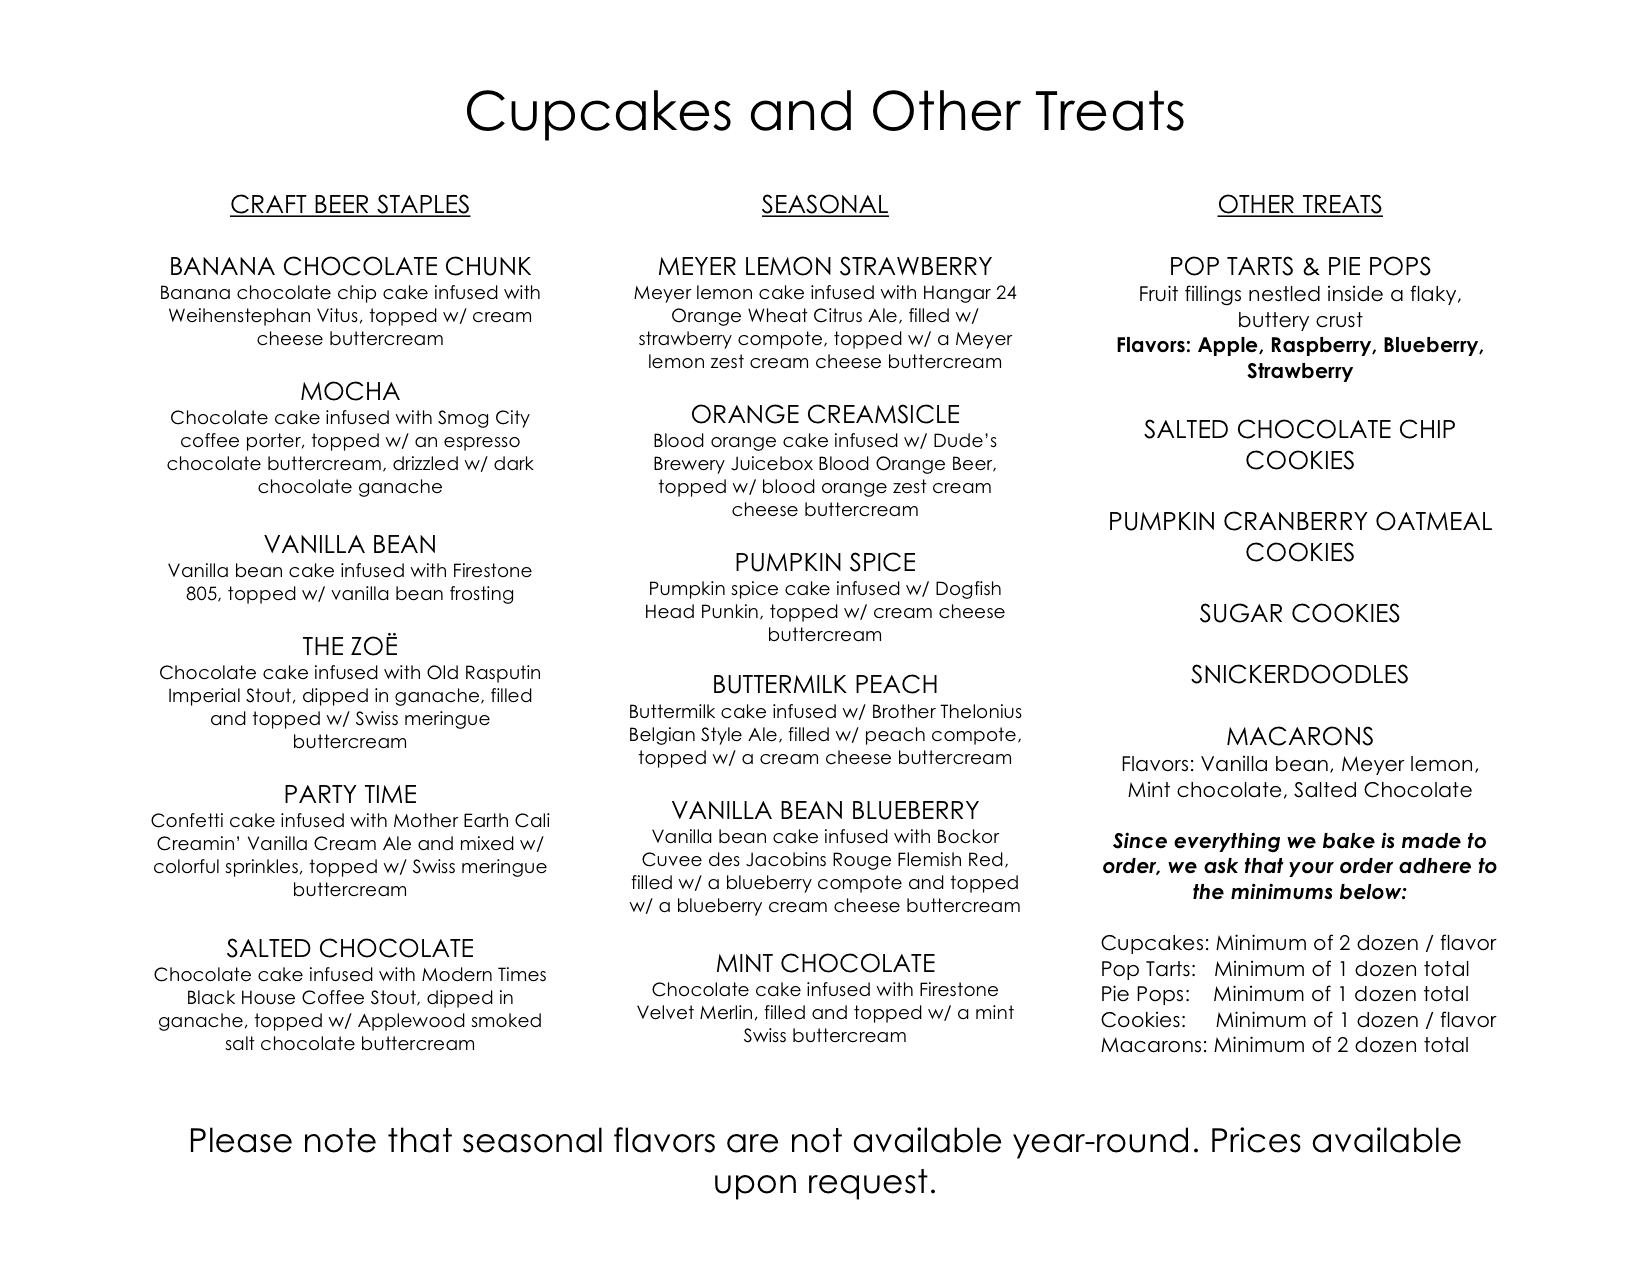 Cupcakes and Other Treats
CRAFT BEER STAPLES
BANANA CHOCOLATE CHUNK
Banana chocolate chip cake infused with
Weihenstephan Vitus, topped w/ cream
cheese buttercream
MOCHA
Chocolate cake infused with Smog City
coffee porter, topped w/ an espresso
chocolate buttercream, drizzled w/ dark
chocolate ganache
VANILLA BEAN
Vanilla bean cake infused with Firestone
805, topped w/ vanilla bean frosting
THE ZOË
Chocolate cake infused with Old Rasputin
Imperial Stout, dipped in ganache, filled
and topped w/ Swiss meringue
buttercream
PARTY TIME
Confetti cake infused with Mother Earth Cali
Creamin’ Vanilla Cream Ale and mixed w/
colorful sprinkles, topped w/ Swiss meringue
buttercream
SALTED CHOCOLATE
Chocolate cake infused with Modern Times
Black House Coffee Stout, dipped in
ganache, topped w/ Applewood smoked
salt chocolate buttercream
SEASONAL
MEYER LEMON STRAWBERRY
Meyer lemon cake infused with Hangar 24
Orange Wheat Citrus Ale, filled w/
strawberry compote, topped w/ a Meyer
lemon zest cream cheese buttercream
ORANGE CREAMSICLE
Blood orange cake infused w/ Dude’s
Brewery Juicebox Blood Orange Beer,
topped w/ blood orange zest cream
cheese buttercream
PUMPKIN SPICE
Pumpkin spice cake infused w/ Dogfish
Head Punkin, topped w/ cream cheese
buttercream
BUTTERMILK PEACH
Buttermilk cake infused w/ Brother Thelonius
Belgian Style Ale, filled w/ peach compote,
topped w/ a cream cheese buttercream
VANILLA BEAN BLUEBERRY
Vanilla bean cake infused with Bockor
Cuvee des Jacobins Rouge Flemish Red,
filled w/ a blueberry compote and topped
w/ a blueberry cream cheese buttercream
MINT CHOCOLATE
Chocolate cake infused with Firestone
Velvet Merlin, filled and topped w/ a mint
Swiss buttercream
OTHER TREATS
POP TARTS & PIE POPS
Fruit fillings nestled inside a flaky,
buttery crust
Flavors: Apple, Raspberry, Blueberry,
Strawberry
SALTED CHOCOLATE CHIP
COOKIES
PUMPKIN CRANBERRY OATMEAL
COOKIES
SUGAR COOKIES
SNICKERDOODLES
MACARONS
Flavors: Vanilla bean, Meyer lemon,
Mint chocolate, Salted Chocolate
Since everything we bake is made to
order, we ask that your order adhere to
the minimums below:
Cupcakes: Minimum of 2 dozen / flavor
Pop Tarts: Minimum of 1 dozen total
Pie Pops: Minimum of 1 dozen total
Cookies: Minimum of 1 dozen / flavor
Macarons: Minimum of 2 dozen total
Please note that seasonal flavors are not available year-round. Prices available
upon request.